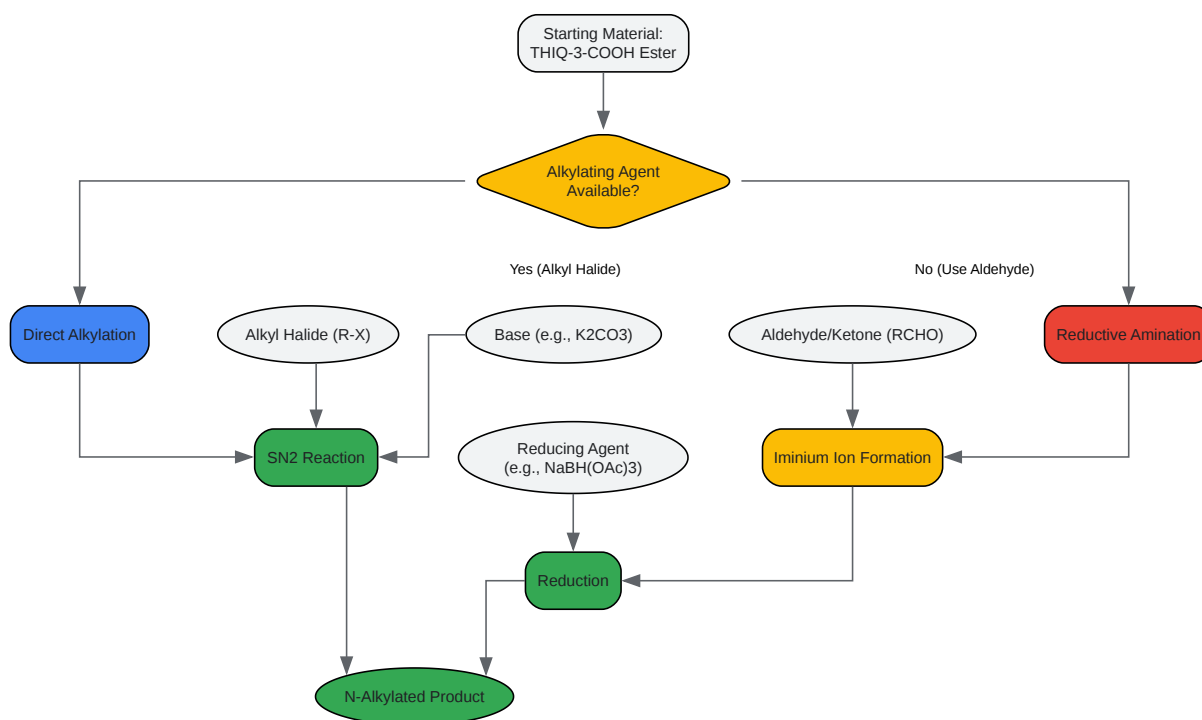 Starting Material:
THIQ-3-COOH Ester
Alkylating Agent
Available?
Yes (Alkyl Halide)
No (Use Aldehyde)
Direct Alkylation
Alkyl Halide (R-X)
Base (e.g., K2CO3)
Aldehyde/Ketone (RCHO)
Reductive Amination
SN2 Reaction
Reducing Agent
(e.g., NaBH(OAc)3)
Iminium Ion Formation
Reduction
N-Alkylated Product